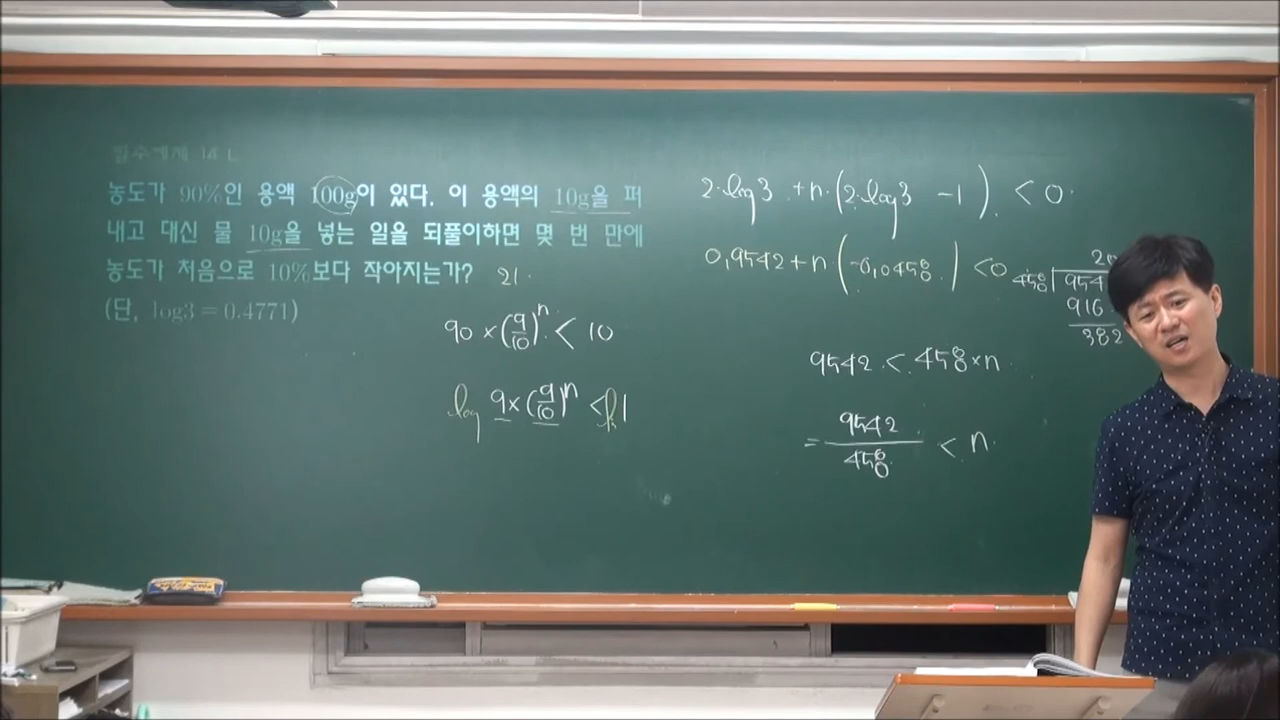 필수예제 14
농도가 90%인 용액 100g이 있다. 이 용액의 10g을 퍼
내고 대신 물 10g을 넣는 일을 되풀이하면 몇 번 만에
농도가 처음으로 10%보다 작아지는가? 21.
(단, log3 = 0.4771)
90 × (9/10)^n < 10
log 9 × (9/10)^n < 1
2·log3 + n·(2·log3 - 1) < 0
0,9542 + n (-0,0458) < 0
9542 < 458 × n
= 9542/458 < n
2
458 954
916
382